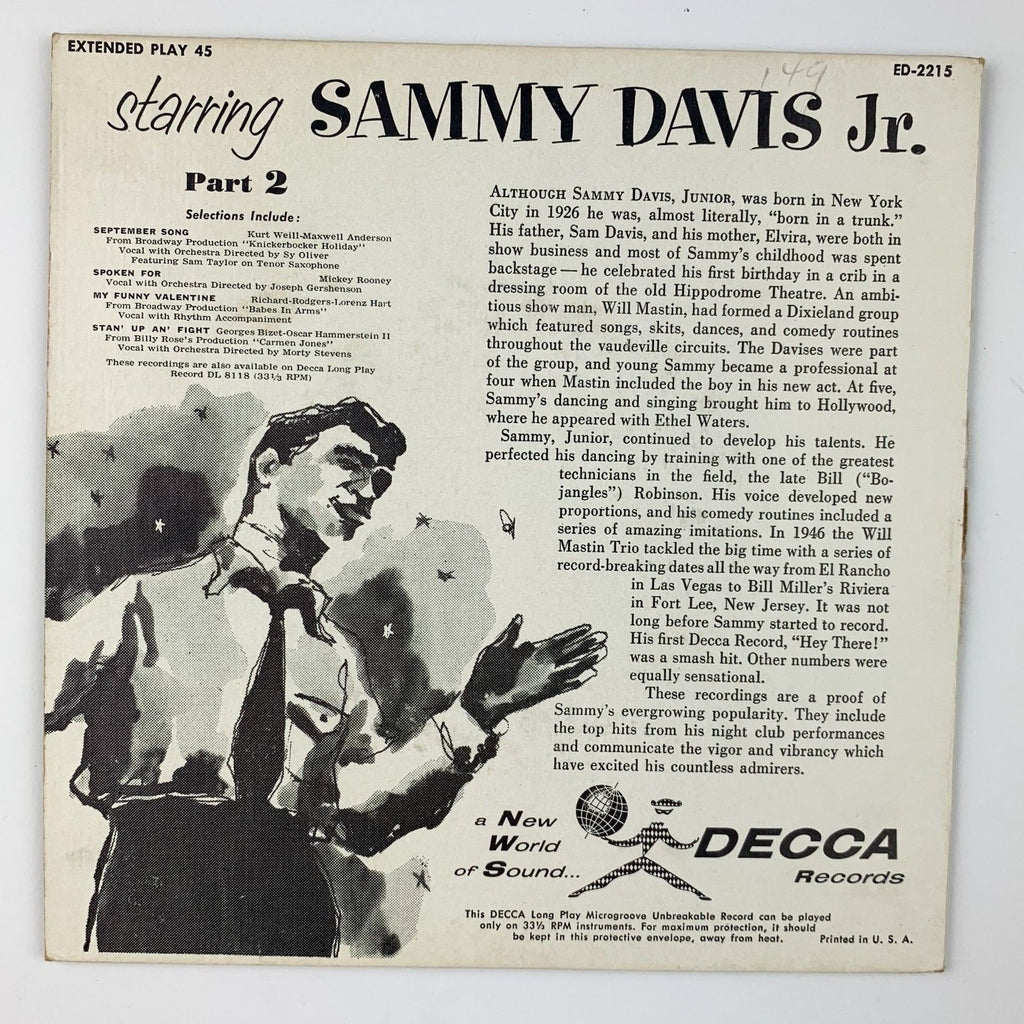 EXTENDED PLAY 45
ED-2215
149
starring SAMMY DAVIS Jr.
Part 2
Selections Include:
SEPTEMBER SONG Kurt Weill-Maxwell Anderson
From Broadway Production "Knickerbocker Holiday"
Vocal with Orchestra Directed by Sy Oliver
Featuring Sam Taylor on Tenor Saxophone
SPOKEN FOR Mickey Rooney
Vocal with Orchestra Directed by Joseph Gershenson
MY FUNNY VALENTINE Richard-Rodgers-Lorenz Hart
From Broadway Production "Babes In Arms"
Vocal with Rhythm Accompaniment
STAN' UP AN' FIGHT Georges Bizet-Oscar Hammerstein II
From Billy Rose's Production "Carmen Jones"
Vocal with Orchestra Directed by Morty Stevens
These recordings are also available on Decca Long Play
Record DL 8118 (33⅓ RPM)
ALTHOUGH SAMMY DAVIS, JUNIOR, was born in New York
City in 1926 he was, almost literally, "born in a trunk."
His father, Sam Davis, and his mother, Elvira, were both in
show business and most of Sammy's childhood was spent
backstage — he celebrated his first birthday in a crib in a
dressing room of the old Hippodrome Theatre. An ambi-
tious show man, Will Mastin, had formed a Dixieland group
which featured songs, skits, dances, and comedy routines
throughout the vaudeville circuits. The Davises were part
of the group, and young Sammy became a professional at
four when Mastin included the boy in his new act. At five,
Sammy's dancing and singing brought him to Hollywood,
where he appeared with Ethel Waters.
Sammy, Junior, continued to develop his talents. He
perfected his dancing by training with one of the greatest
technicians in the field, the late Bill ("Bo-
jangles") Robinson. His voice developed new
proportions, and his comedy routines included a
series of amazing imitations. In 1946 the Will
Mastin Trio tackled the big time with a series of
record-breaking dates all the way from El Rancho
in Las Vegas to Bill Miller's Riviera
in Fort Lee, New Jersey. It was not
long before Sammy started to record.
His first Decca Record, "Hey There!"
was a smash hit. Other numbers were
equally sensational.
These recordings are a proof of
Sammy's evergrowing popularity. They include
the top hits from his night club performances
and communicate the vigor and vibrancy which
have excited his countless admirers.
a New
World
of Sound...
DECCA
Records
This DECCA Long Play Microgroove Unbreakable Record can be played
only on 33⅓ RPM instruments. For maximum protection, it should
be kept in this protective envelope, away from heat. Printed in U. S. A.